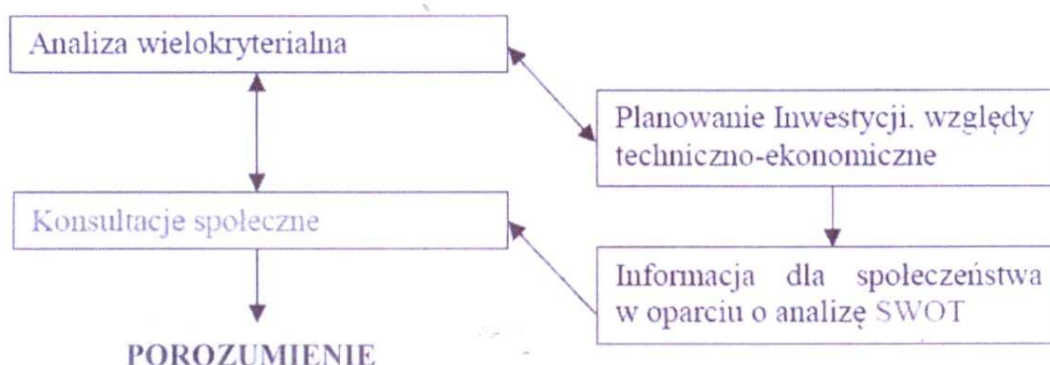 Analiza wielokryterialna
Planowanie Inwestycji, względy
techniczno-ekonomiczne
Konsultacje społeczne
Informacja dla społeczeństwa
w oparciu o analizę SWOT
POROZUMIENIE